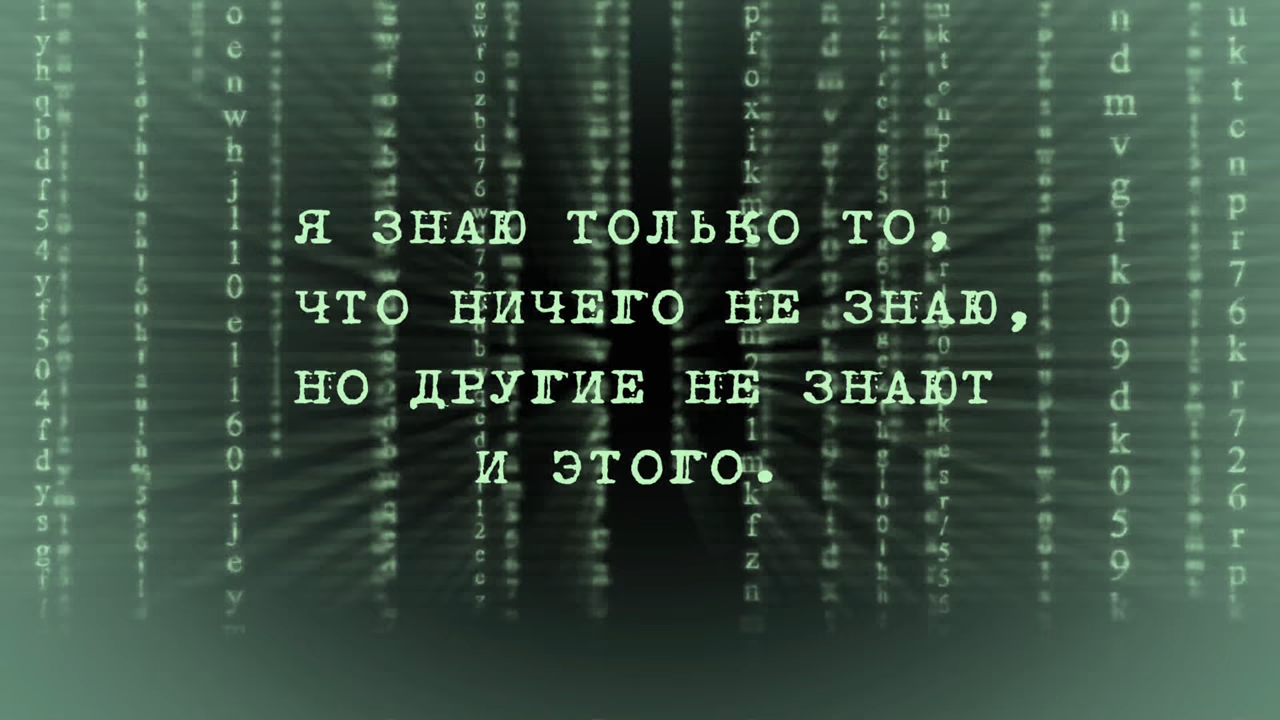 Я ЗНАЮ ТОЛЬКО ТО,
ЧТО НИЧЕГО НЕ ЗНАЮ,
НО ДРУГИЕ НЕ ЗНАЮТ
И ЭТОГО.